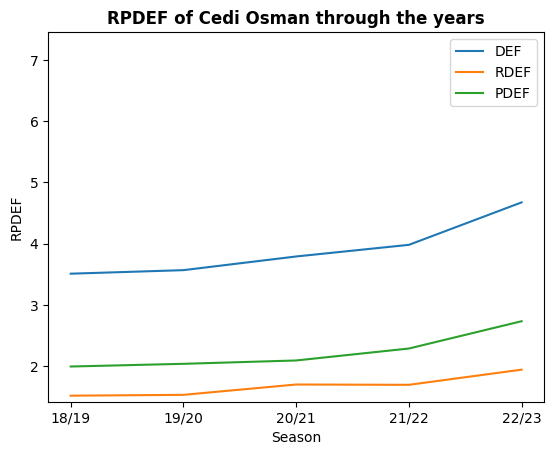 RPDEF of Cedi Osman through the years
DEF
RDEF
PDEF
7
6
5
4
3
2
RPDEF
18/19 19/20 20/21 21/22 22/23
Season